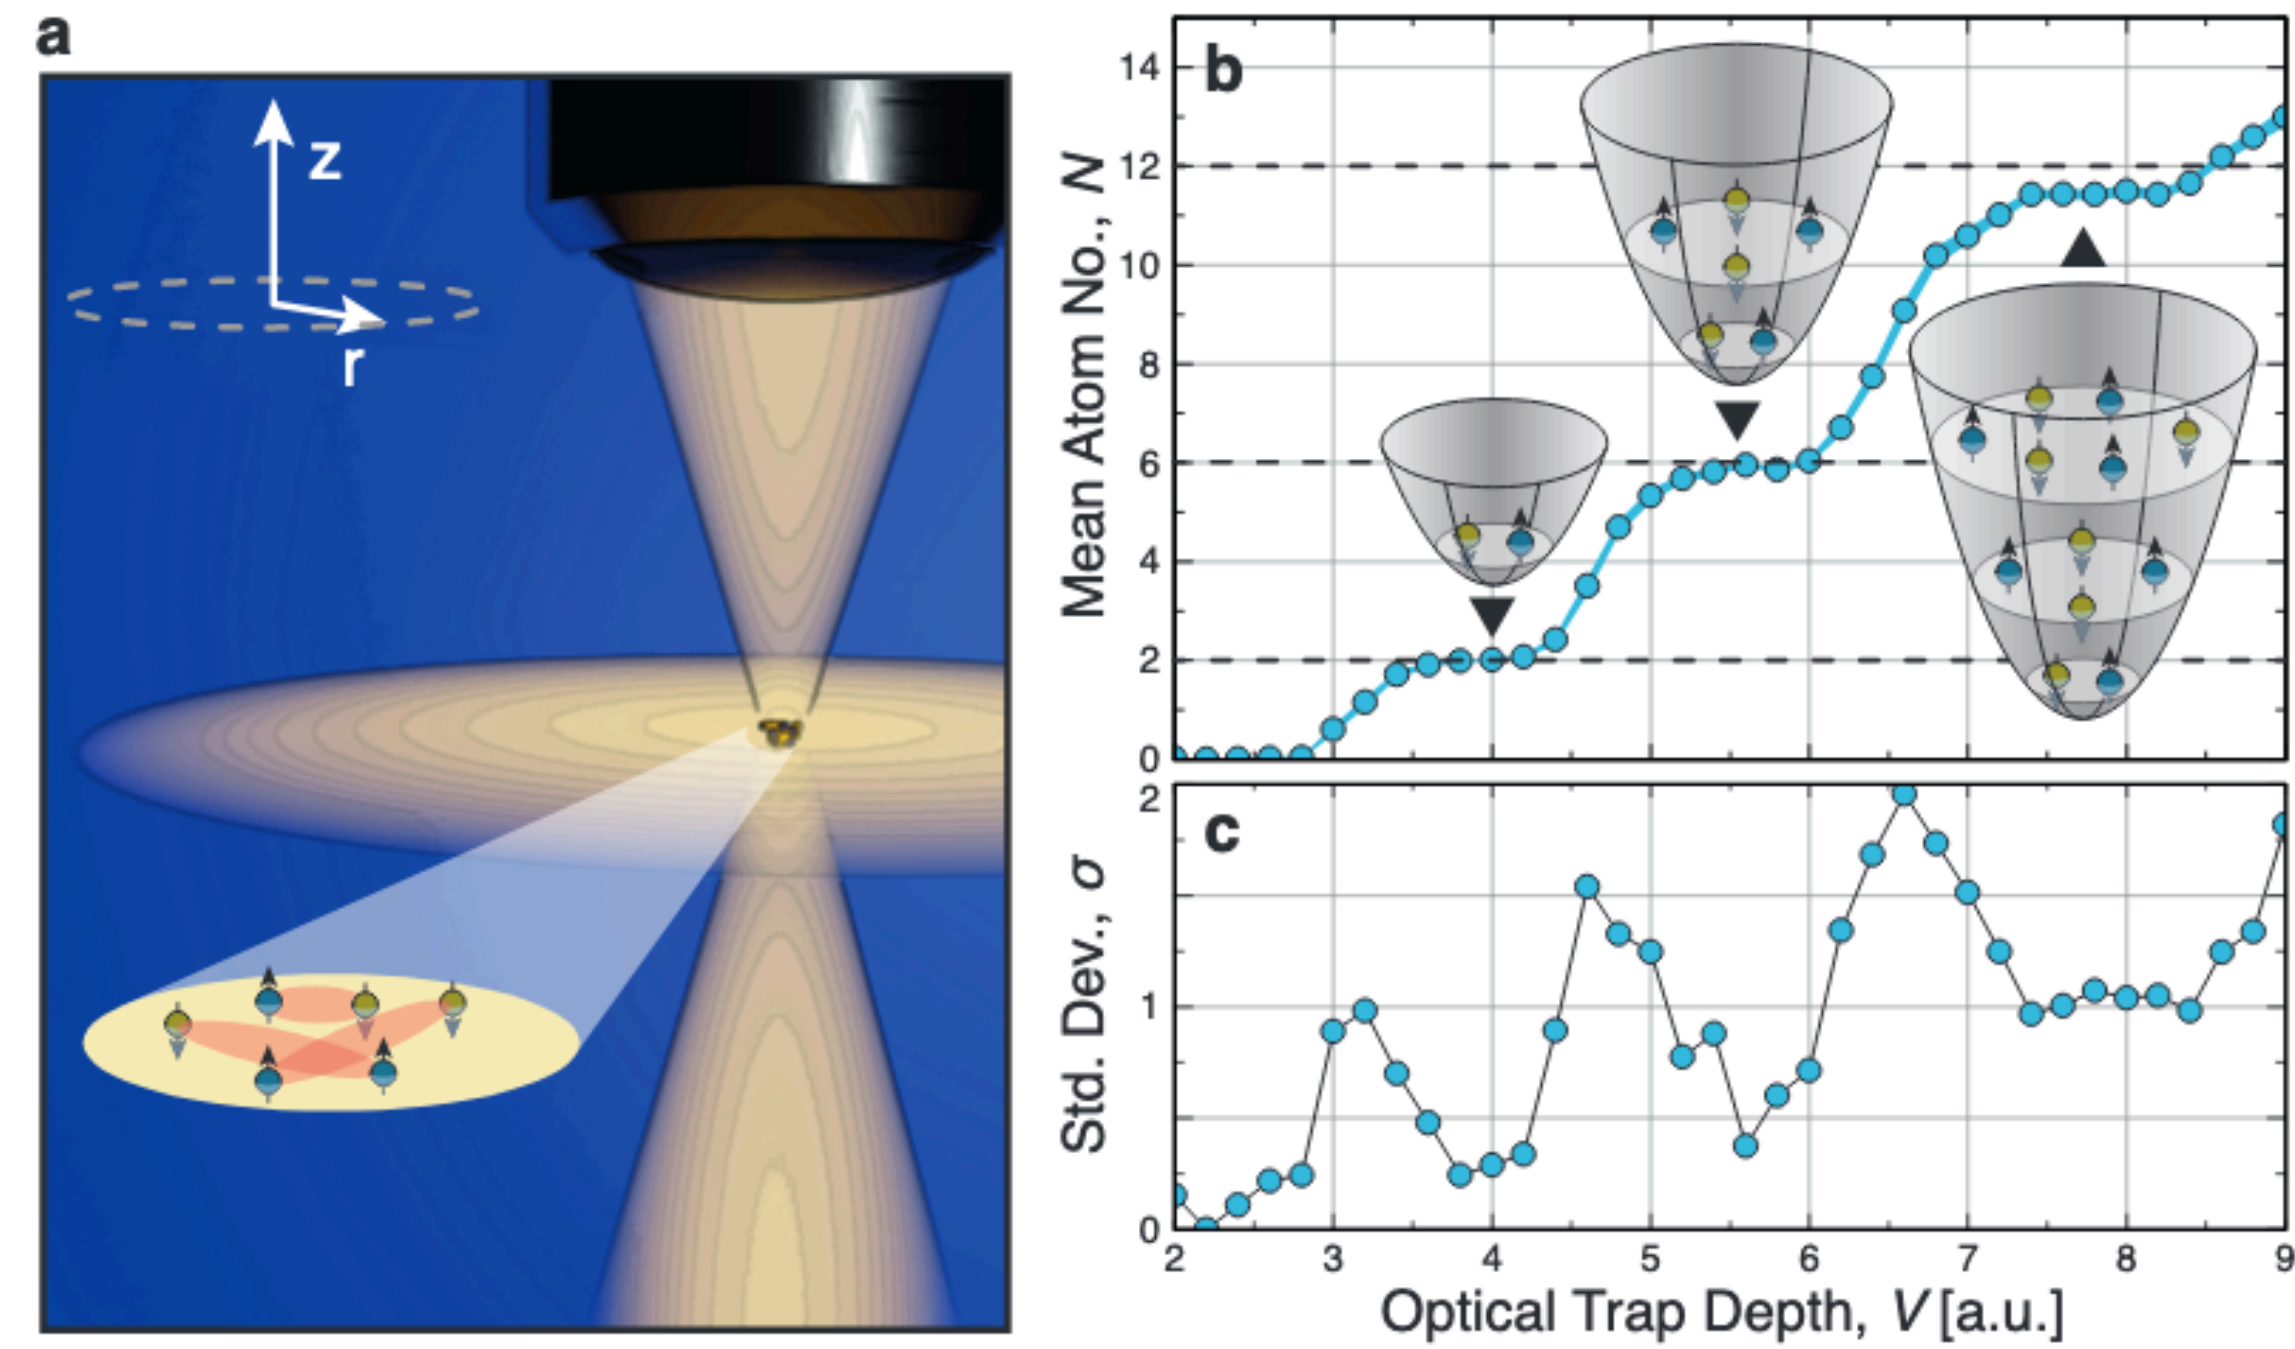 a
z
r
b
Mean Atom No., N
14
12
10
8
6
4
2
0
c
Std. Dev., σ
2
1
0
2 3 4 5 6 7 8 9
Optical Trap Depth, V [a.u.]